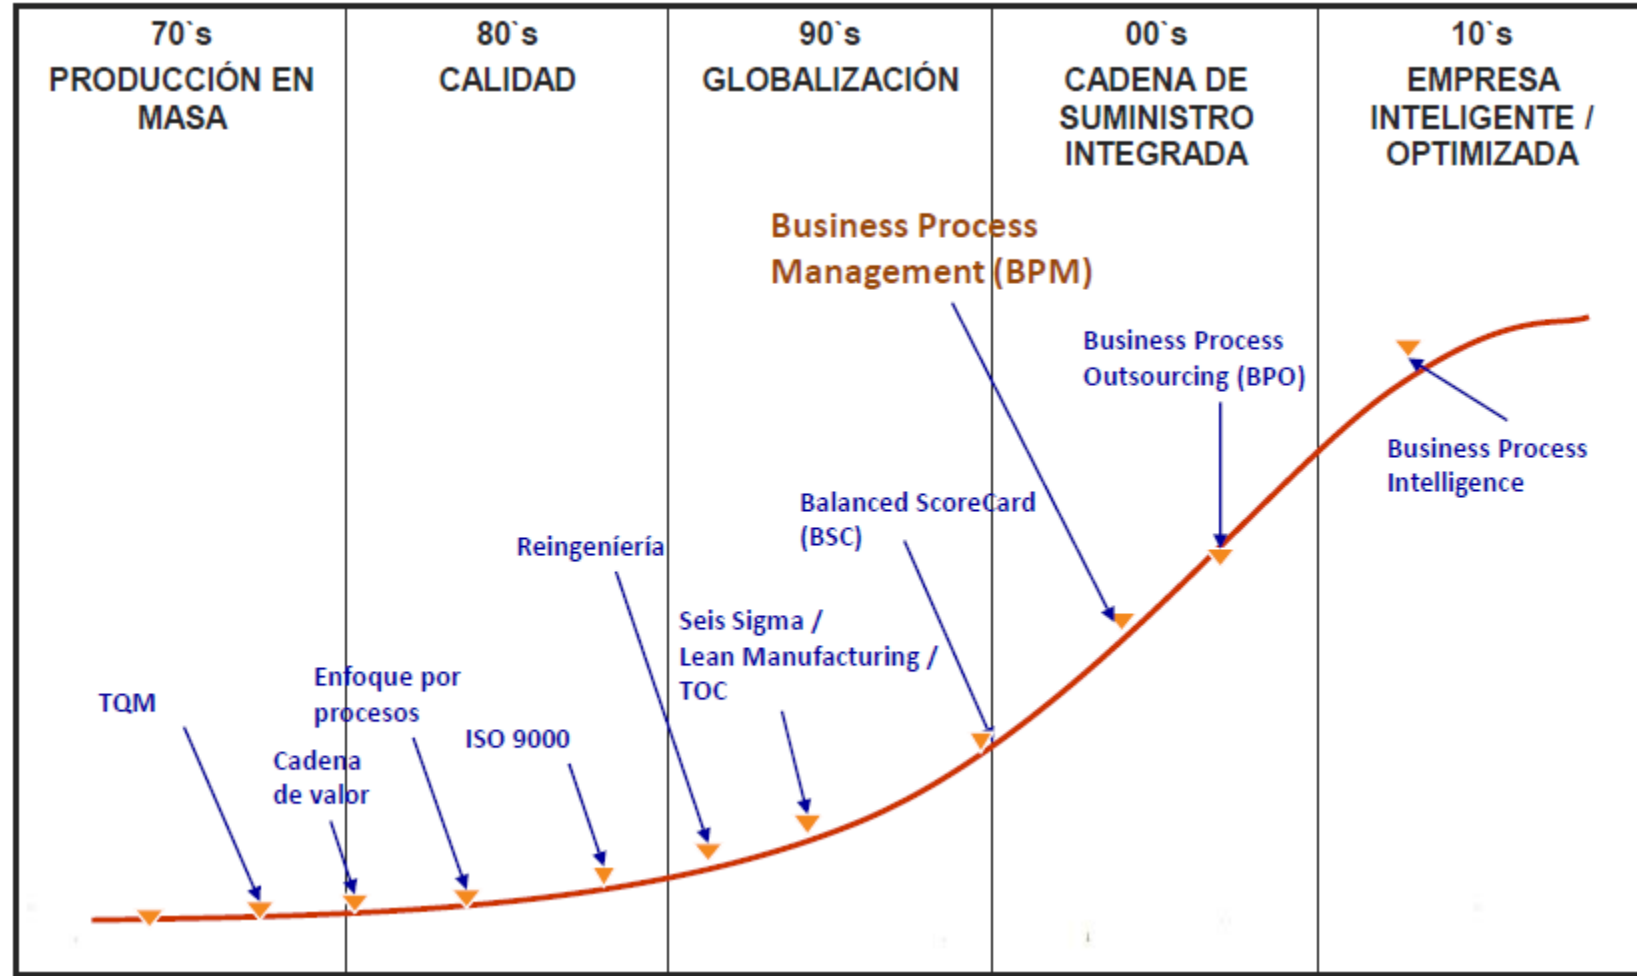 70`s
PRODUCCIÓN EN
MASA
80`s
CALIDAD
90`s
GLOBALIZACIÓN
00`s
CADENA DE
SUMINISTRO
INTEGRADA
10`s
EMPRESA
INTELIGENTE /
OPTIMIZADA
Business Process
Management (BPM)
Business Process
Outsourcing (BPO)
Business Process
Intelligence
Balanced ScoreCard
(BSC)
Reingeníería
Seis Sigma /
Lean Manufacturing /
TOC
Enfoque por
procesos
TQM
ISO 9000
Cadena
de valor